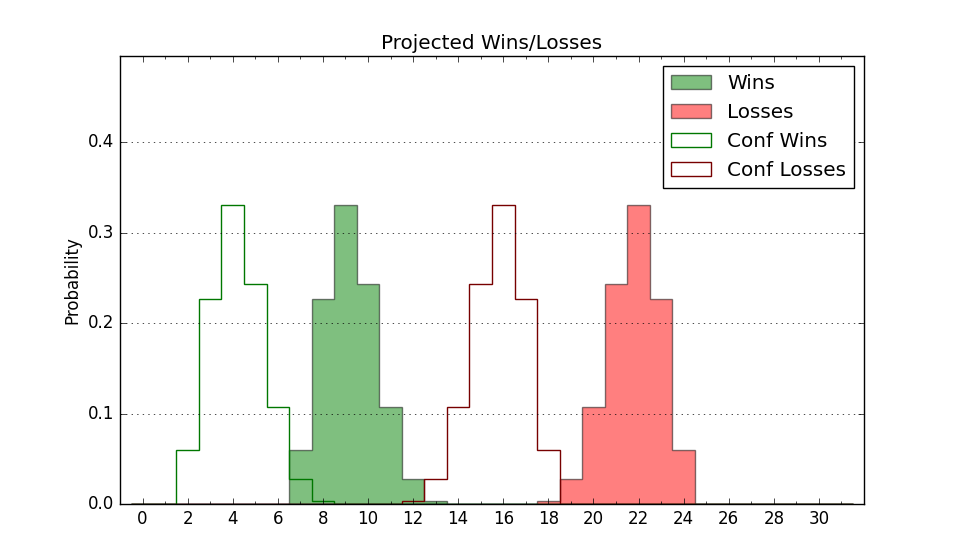 Projected Wins/Losses
Wins
Losses
Conf Wins
Conf Losses
Probability
0.4
0.3
0.2
0.1
0.0
0 2 4 6 8 10 12 14 16 18 20 22 24 26 28 30